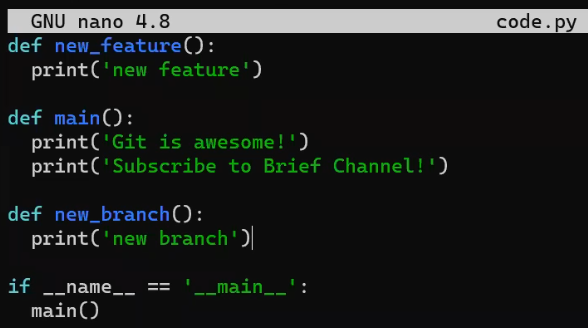 GNU nano 4.8 code.py
def new_feature():
  print('new feature')

def main():
  print('Git is awesome!')
  print('Subscribe to Brief Channel!')

def new_branch():
  print('new branch')

if __name__ == '__main__':
  main()